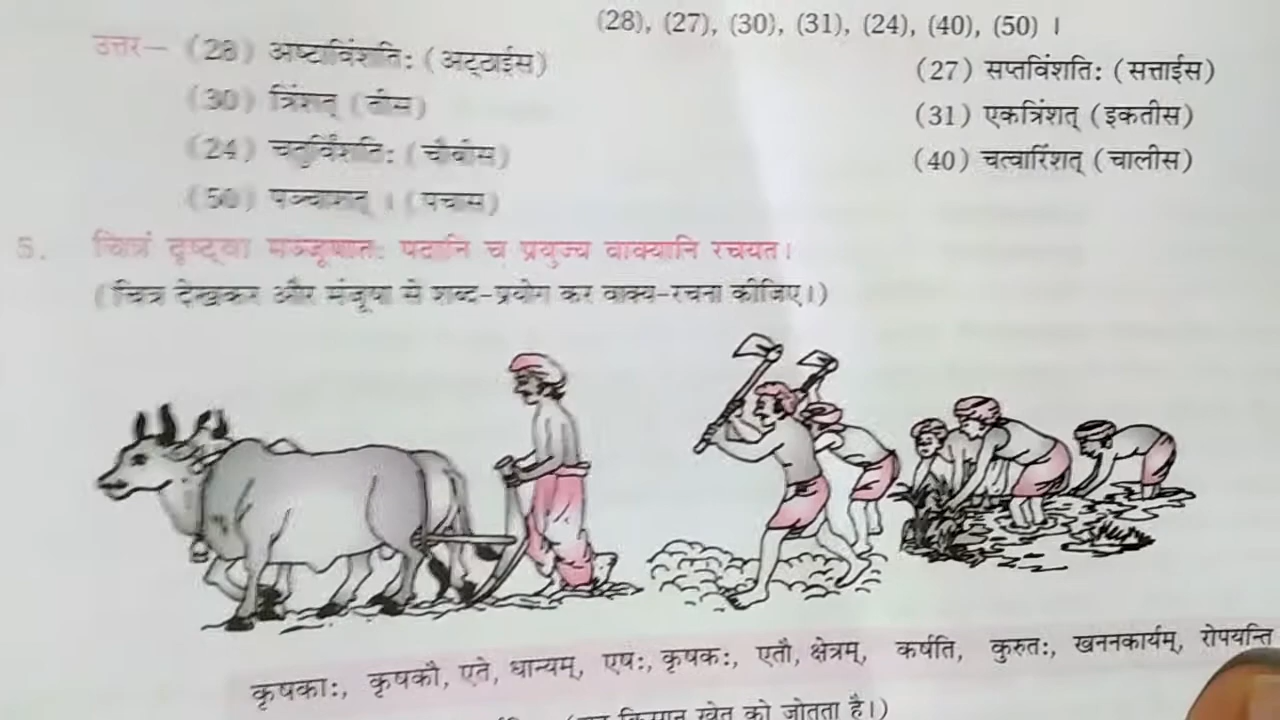 (28), (27), (30), (31), (24), (40), (50) ।
उत्तर— (28) अष्टाविंशतिः (अट्ठाईस) (27) सप्तविंशतिः (सत्ताईस)
(30) त्रिंशत् (तीस) (31) एकत्रिंशत् (इकतीस)
(24) चतुर्विंशतिः (चौबीस) (40) चत्वारिंशत् (चालीस)
(50) पञ्चाशत् । (पचास)
5. चित्रं दृष्ट्वा मञ्जूषातः पदानि च प्रयुज्य वाक्यानि रचयत।
(चित्र देखकर और मंजूषा से शब्द-प्रयोग कर वाक्य-रचना कीजिए।)
कृषकाः, कृषकौ, एते, धान्यम्, एषः, कृषकः, एतौ, क्षेत्रम्, कर्षति, कुरुतः, खननकार्यम्, रोपयन्ति
किसान खेत को जोतता है।)